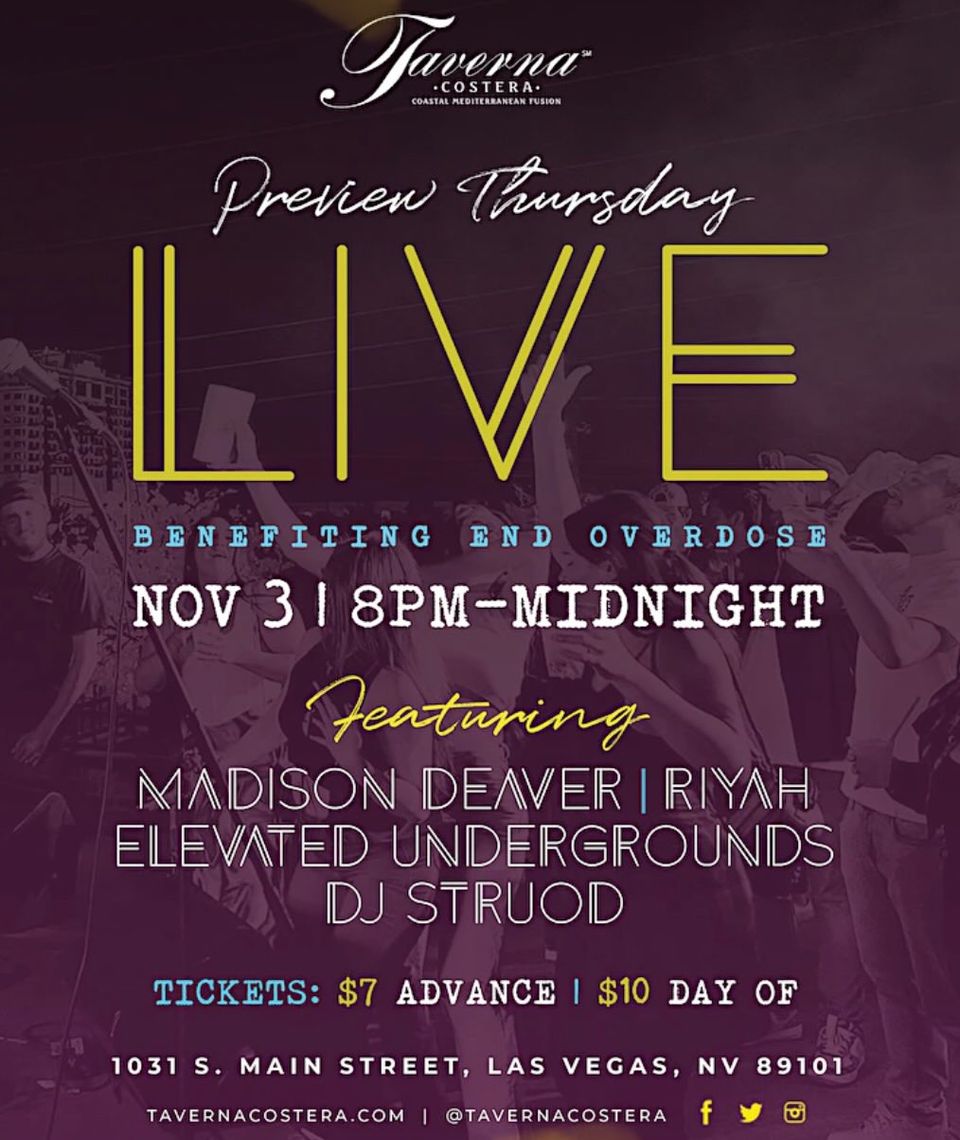 Taverna℠
·COSTERA·
COASTAL MEDITERRANEAN FUSION
Preview Thursday
LIVE
BENEFITING END OVERDOSE
NOV 3 | 8PM-MIDNIGHT
Featuring
MADISON DEAVER | RIYAH
ELEVATED UNDERGROUNDS
DJ STRUOD
TICKETS: $7 ADVANCE | $10 DAY OF
1031 S. MAIN STREET, LAS VEGAS, NV 89101
TAVERNACOSTERA.COM | @TAVERNACOSTERA